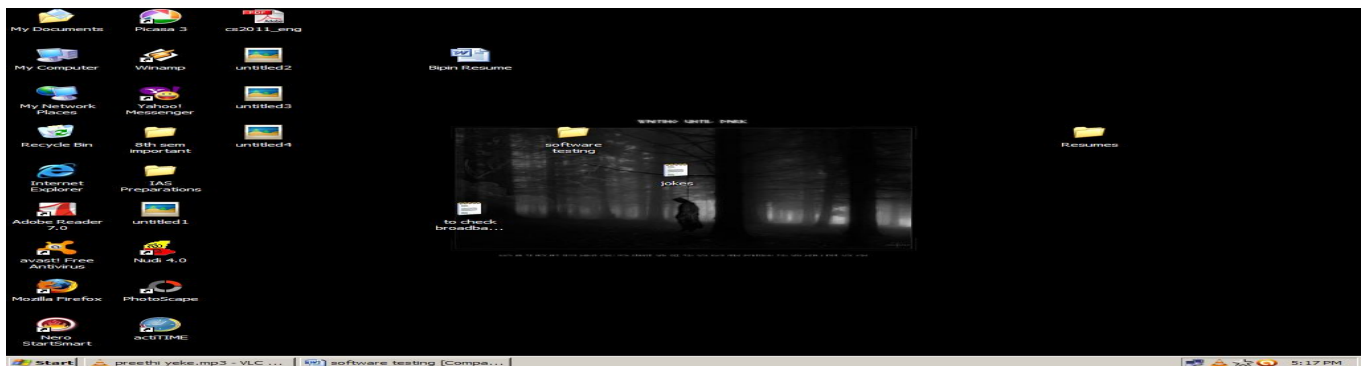 My Documents
Picasa 3
cs2011_eng
My Computer
Winamp
untitled2
Bipin Resume
My Network
Places
Yahoo!
Messenger
untitled3
WAITING UNTIL DARK
Recycle Bin
8th sem
important
untitled4
software
testing
Resumes
jokes
Internet
Explorer
IAS
Preparations
Adobe Reader
7.0
untitled1
to check
broadba...
avast! Free
Antivirus
Nudi 4.0
Mozilla Firefox
PhotoScape
Nero
StartSmart
actiTIME
Start
preethi yeke.mp3 - VLC ...
software testing [Compa...
5:17 PM